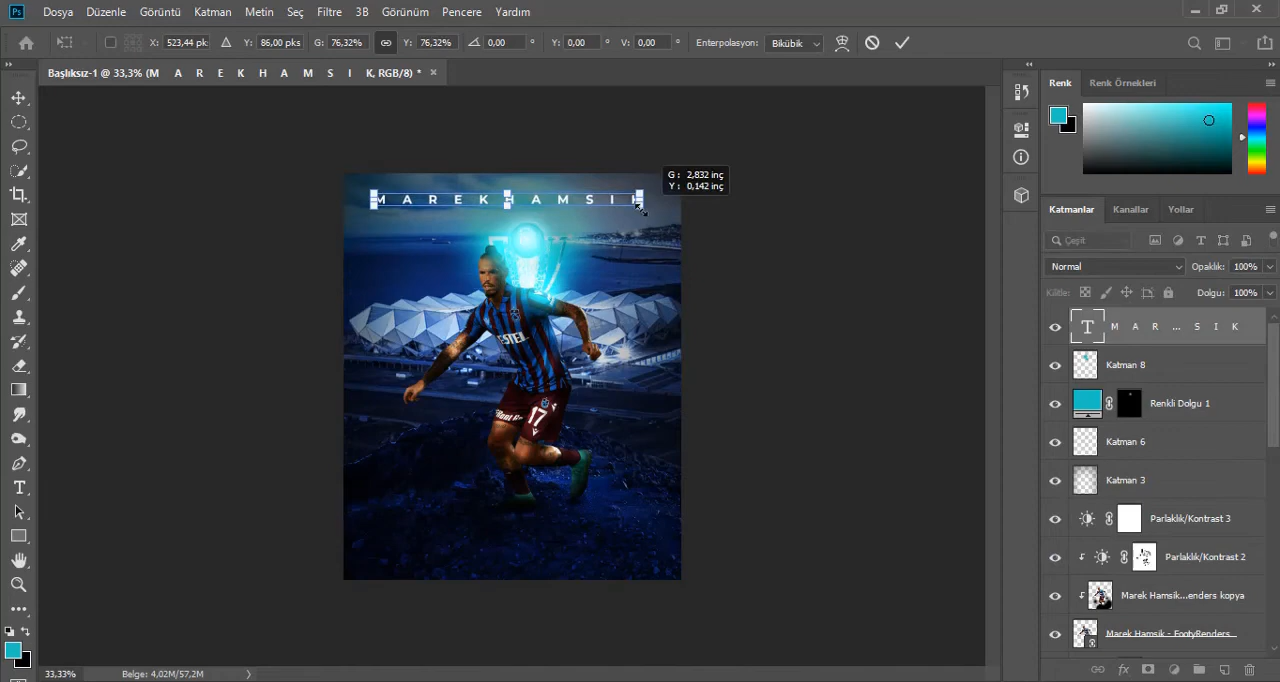 Ps Dosya Düzenle Görüntü Katman Metin Seç Filtre 3B Görünüm Pencere Yardım
X: 523,44 pk Y: 86,00 pks G: 76,32% Y: 76,32% 0,00 ° Y: 0,00 ° V: 0,00 ° Enterpolasyon: Bikübik
Başlıksız-1 @ 33,3% (M A R E K H A M S I K, RGB/8) * ×
Renk Renk Örnekleri
G : 2,832 inç
Y : 0,142 inç
M A R E K H A M S I K
Katmanlar Kanallar Yollar
Çeşit
Normal Opaklık: 100%
Kilitle: Dolgu: 100%
T M A R ... S I K
Katman 8
Renkli Dolgu 1
Katman 6
Katman 3
Parlaklık/Kontrast 3
Parlaklık/Kontrast 2
Marek Hamsik...enders kopya
Marek Hamsik - FootyRenders...
17
33,33% Belge: 4,02M/57,2M